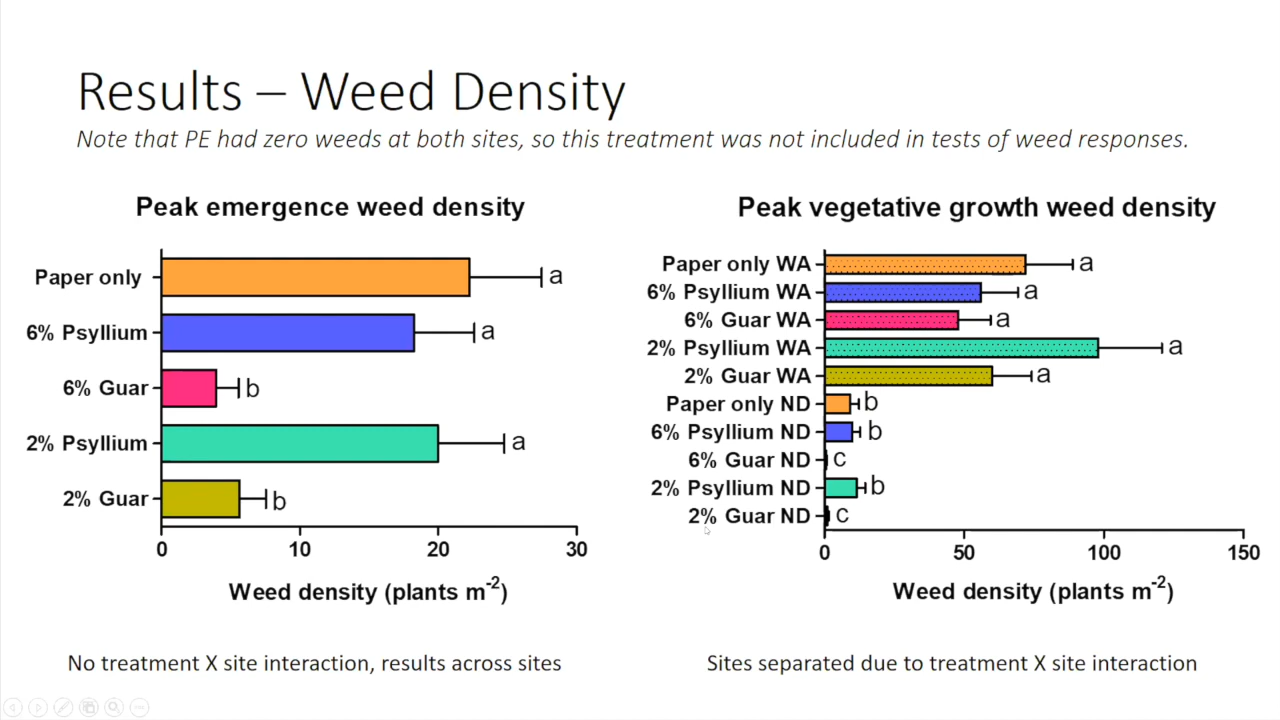 Results – Weed Density
Note that PE had zero weeds at both sites, so this treatment was not included in tests of weed responses.
Peak emergence weed density
Paper only
a
6% Psyllium
a
6% Guar
b
2% Psyllium
a
2% Guar
b
0 10 20 30
Weed density (plants m-2)
No treatment X site interaction, results across sites
Peak vegetative growth weed density
Paper only WA
a
6% Psyllium WA
a
6% Guar WA
a
2% Psyllium WA
a
2% Guar WA
a
Paper only ND
b
6% Psyllium ND
b
6% Guar ND
c
2% Psyllium ND
b
2% Guar ND
c
0 50 100 150
Weed density (plants m-2)
Sites separated due to treatment X site interaction